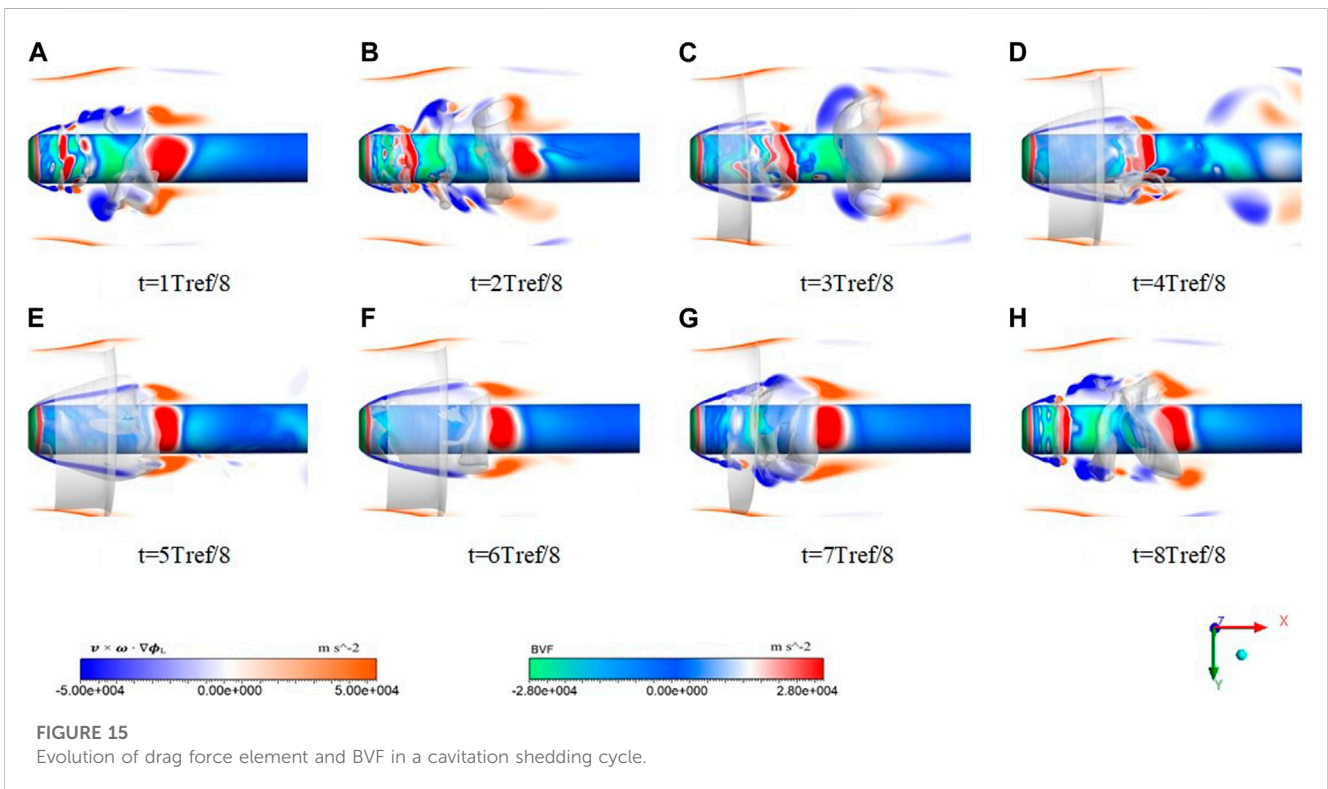 A
B
C
D
t=1Tref/8
t=2Tref/8
t=3Tref/8
t=4Tref/8
E
F
G
H
t=5Tref/8
t=6Tref/8
t=7Tref/8
t=8Tref/8
𝒗 × 𝝎 · ∇𝝓L m s^-2
-5.00e+004 0.00e+000 5.00e+004
BVF m s^-2
-2.80e+004 0.00e+000 2.80e+004
Z X
Y
FIGURE 15
Evolution of drag force element and BVF in a cavitation shedding cycle.